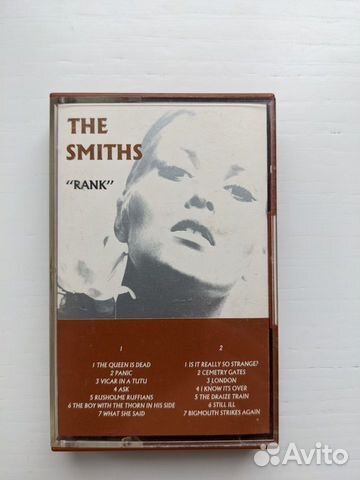 THE
SMITHS
"RANK"
1
1 THE QUEEN IS DEAD
2 PANIC
3 VICAR IN A TUTU
4 ASK
5 RUSHOLME RUFFIANS
6 THE BOY WITH THE THORN IN HIS SIDE
7 WHAT SHE SAID
2
1 IS IT REALLY SO STRANGE?
2 CEMETRY GATES
3 LONDON
4 I KNOW ITS OVER
5 THE DRAIZE TRAIN
6 STILL ILL
7 BIGMOUTH STRIKES AGAIN
Avito